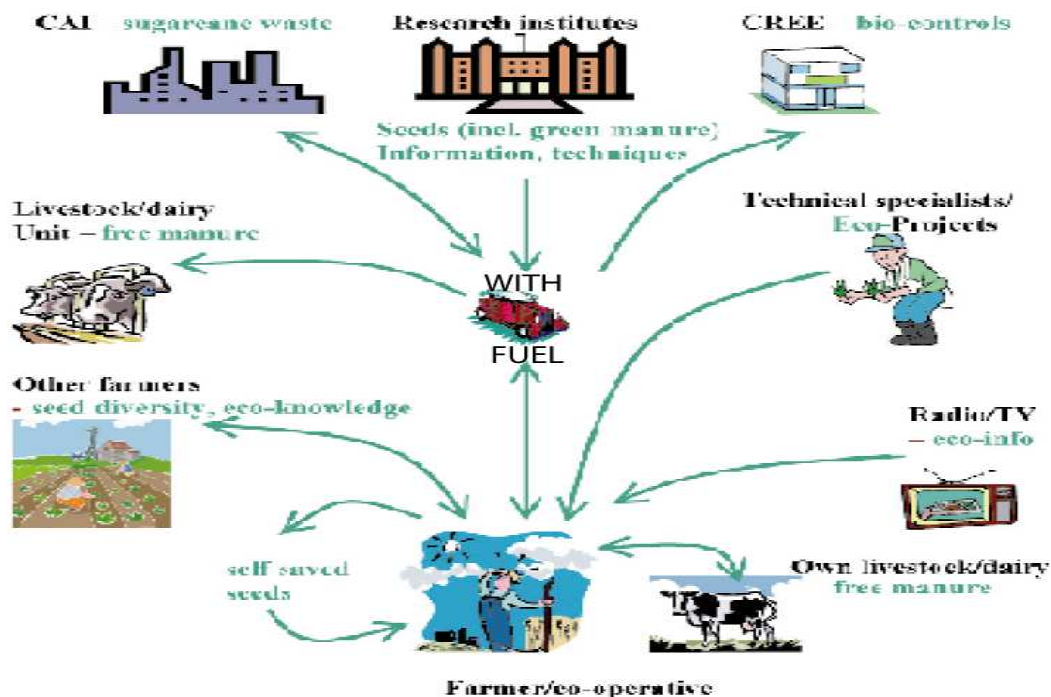 CAI sugarcane waste
Research institutes
CREE bio-controls
Seeds (incl. green manure)
Information, techniques
Livestock/dairy
Unit – free manure
Technical specialists/
Eco-Projects
WITH
FUEL
Other farmers
- seed diversity, eco-knowledge
Radio/TV
– eco-info
self saved
seeds
Own livestock/dairy
free manure
Farmer/co-operative